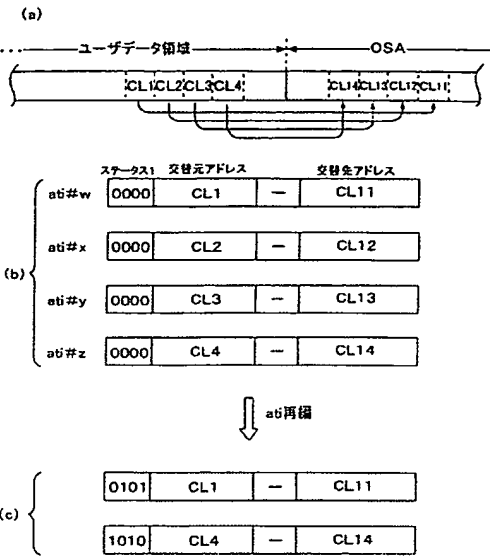 (a)
… ユーザデータ領域 OSA
CL1 CL2 CL3 CL4 CL14 CL13 CL12 CL11
ステータス1 交替元アドレス 交替先アドレス
ati#w 0000 CL1 — CL11
ati#x 0000 CL2 — CL12
(b)
ati#y 0000 CL3 — CL13
ati#z 0000 CL4 — CL14
ati再編
0101 CL1 — CL11
(c)
1010 CL4 — CL14